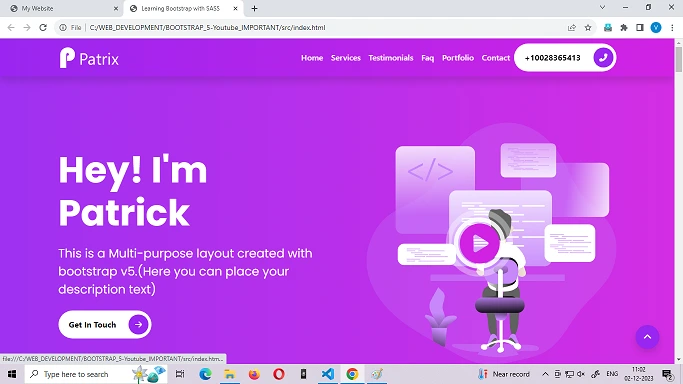 My Website
Learning Bootstrap with SASS
File
C:/WEB_DEVELOPMENT/BOOTSTRAP_5-Youtube_IMPORTANT/src/index.html
V
Patrix
Home Services Testimonials Faq Portfolio Contact +10028365413
Hey! I'm
Patrick
This is a Multi-purpose layout created with
bootstrap v5.(Here you can place your
description text)
Get In Touch
</>
file:///C:/WEB_DEVELOPMENT/BOOTSTRAP_5-Youtube_IMPORTANT/src/index.htm...
Type here to search
Near record
ENG
11:02
02-12-2023
2